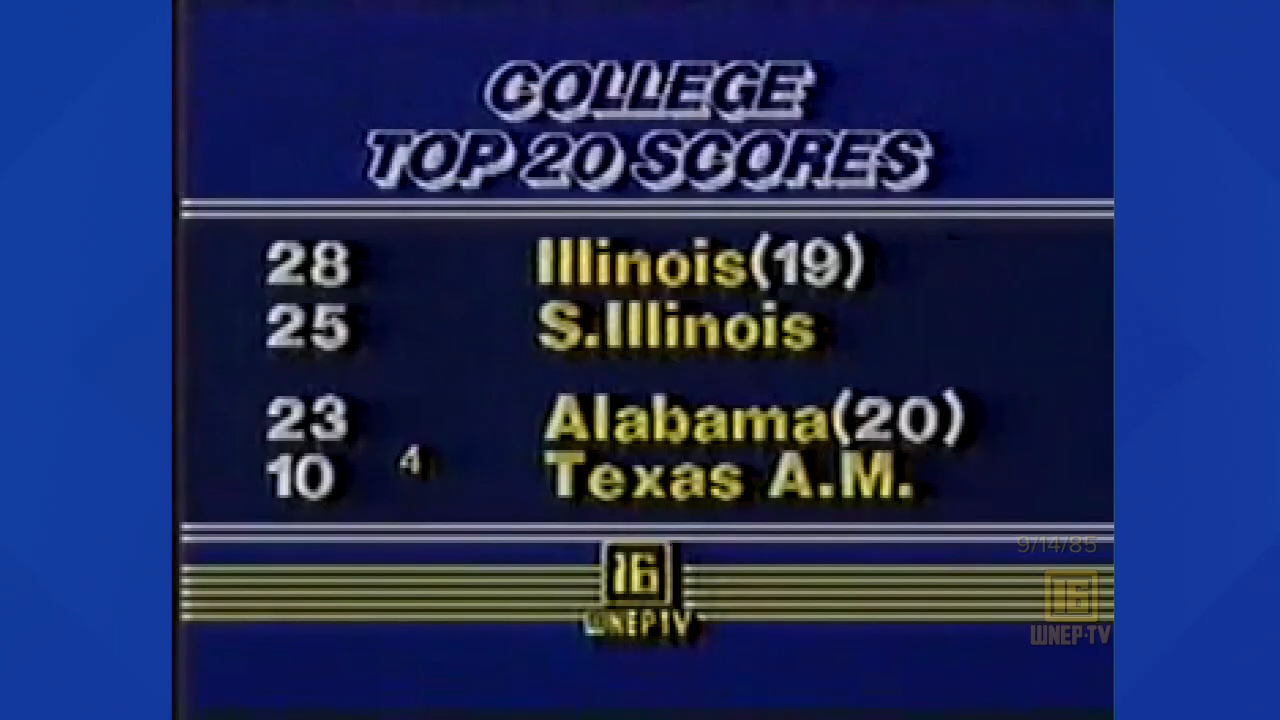 COLLEGE
TOP 20 SCORES
28 Illinois(19)
25 S.Illinois
23 Alabama(20)
10 4 Texas A.M.
16
WNEP TV
9/14/85
16
WNEP-TV